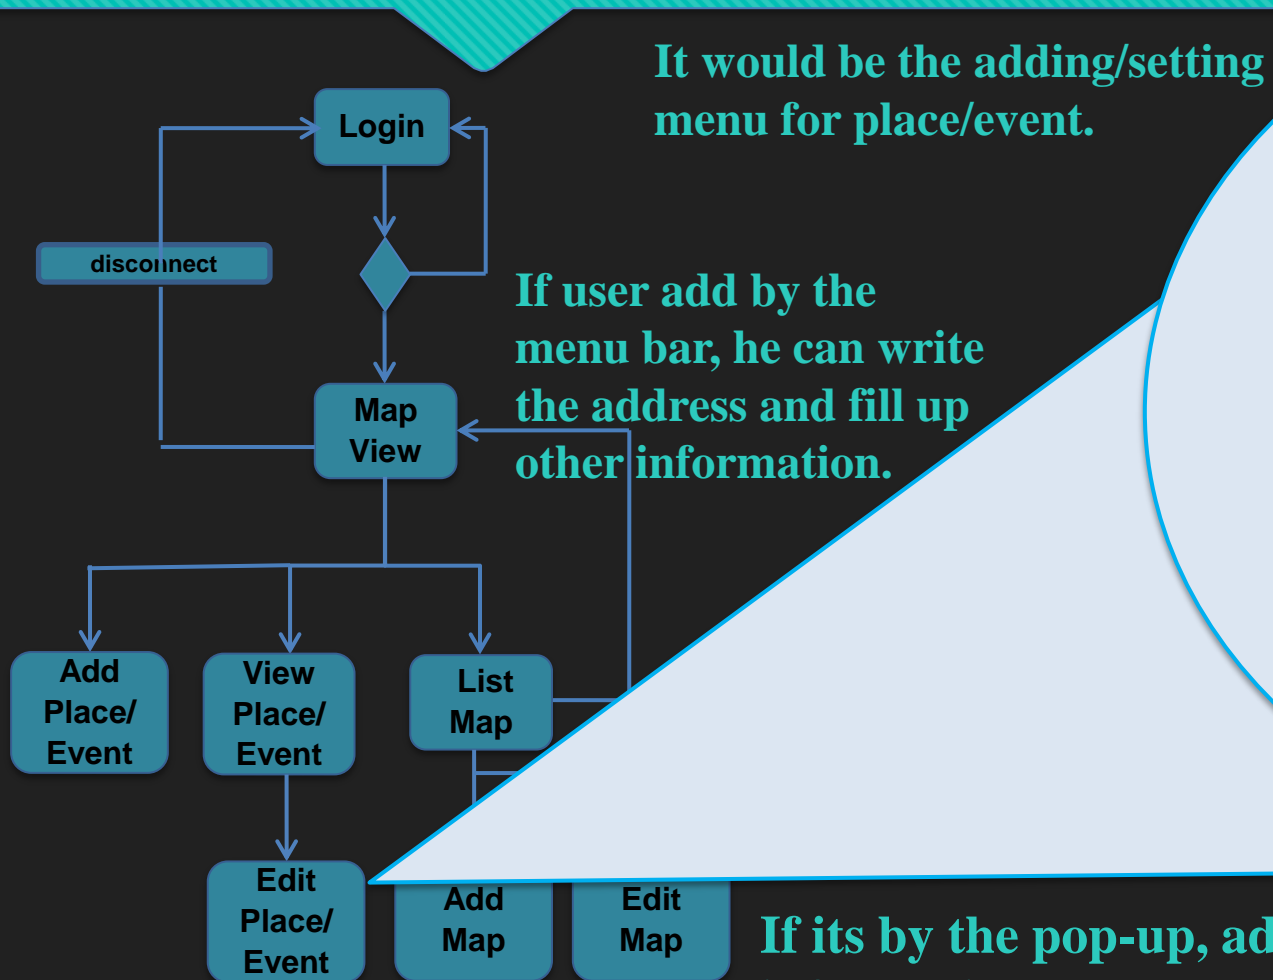 It would be the adding/setting
menu for place/event.
Login
disconnect
If user add by the
menu bar, he can write
the address and fill up
other information.
Map
View
Add
Place/
Event
View
Place/
Event
List
Map
Edit
Place/
Event
Add
Map
Edit
Map
If its by the pop-up,